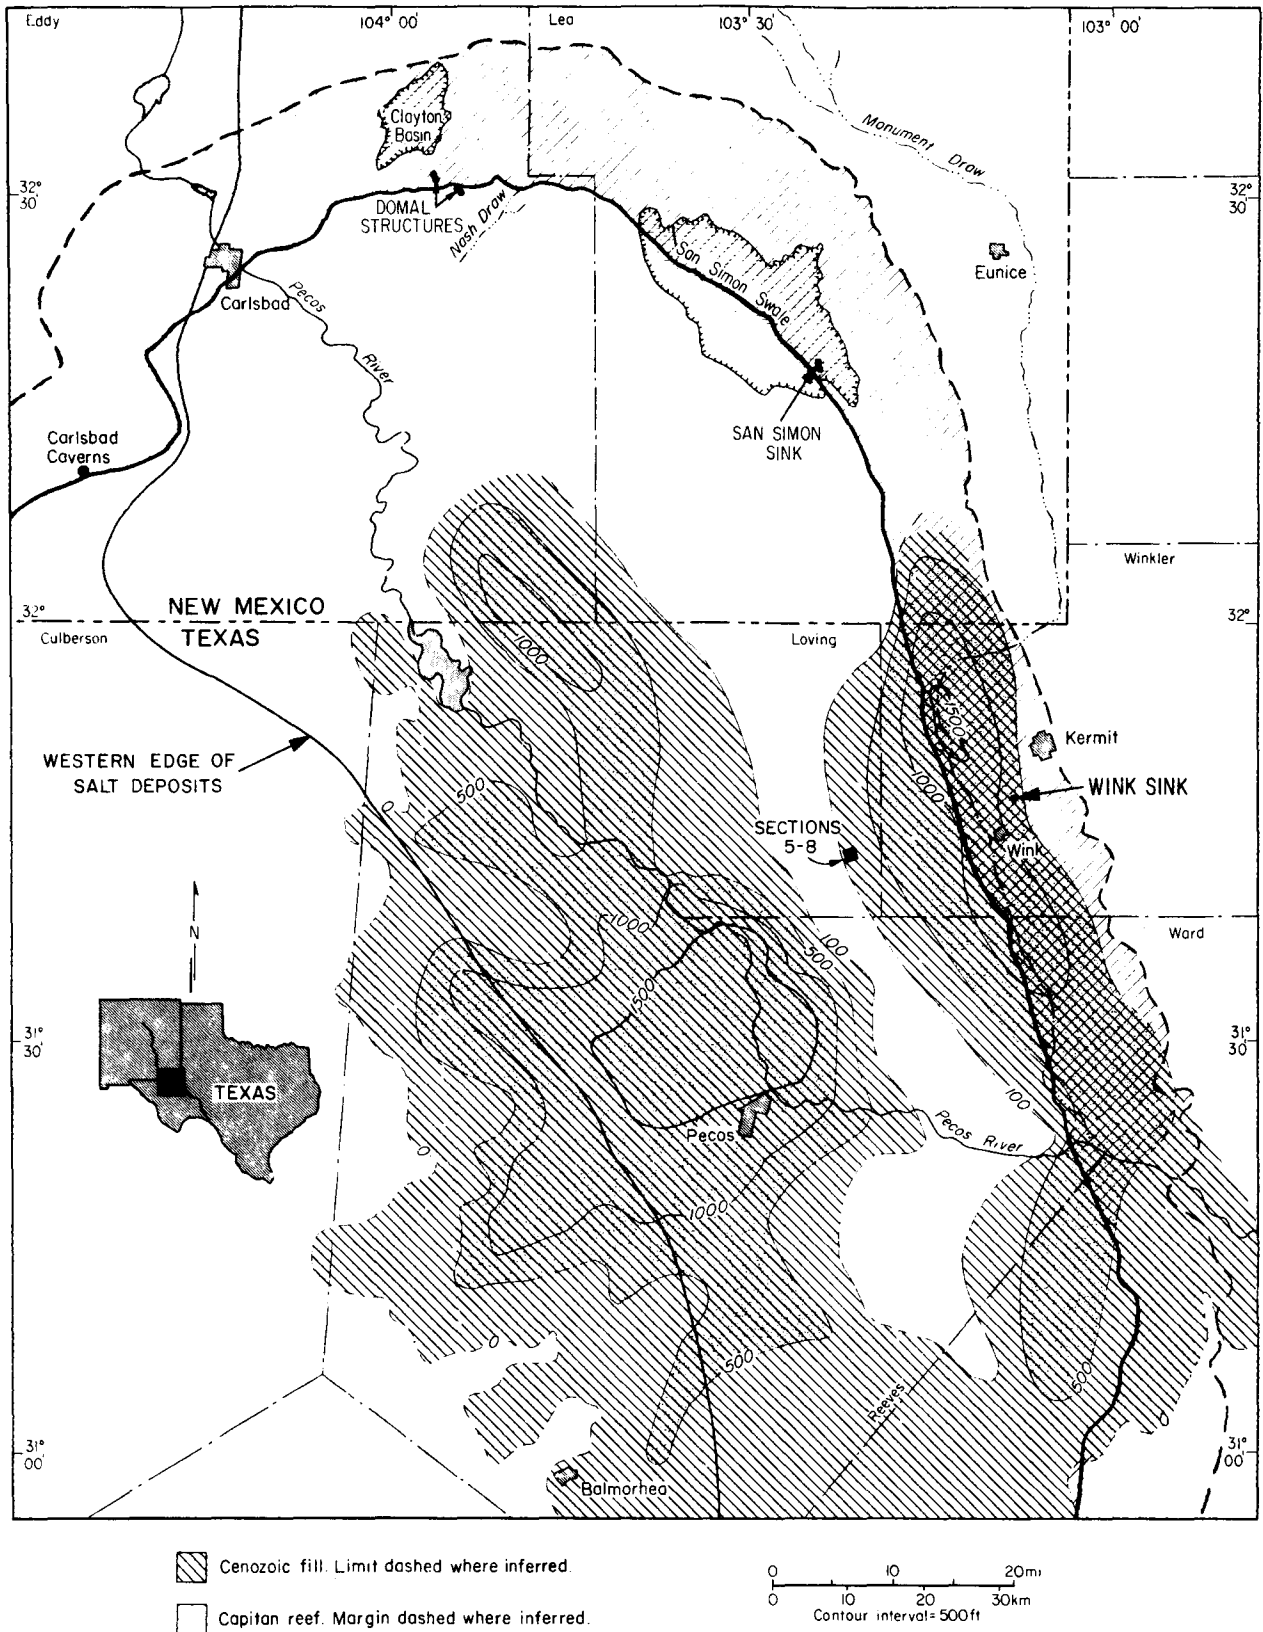 Eddy
104° 00'
Lea
103° 30'
103° 00'
Clayton
Basin
Monument Draw
32°
30'
32°
30'
DOMAL
STRUCTURES
Nash Draw
San Simon Swale
Eunice
Carlsbad
Pecos
River
Carlsbad
Caverns
SAN SIMON
SINK
Winkler
NEW MEXICO
TEXAS
32°
32°
Culberson
Loving
1000
1500
Kermit
WESTERN EDGE OF
SALT DEPOSITS
500
0
1000
WINK SINK
SECTIONS
5-8
Wink
N
1000
100
500
Ward
1500
31°
30'
31°
30'
TEXAS
Pecos
100
Pecos River
0
1000
0
500
500
Reeves
0
31°
00'
31°
00'
Balmorhea
Cenozoic fill. Limit dashed where inferred.
Capitan reef. Margin dashed where inferred.
0 10 20mi
0 10 20 30km
Contour interval=500ft